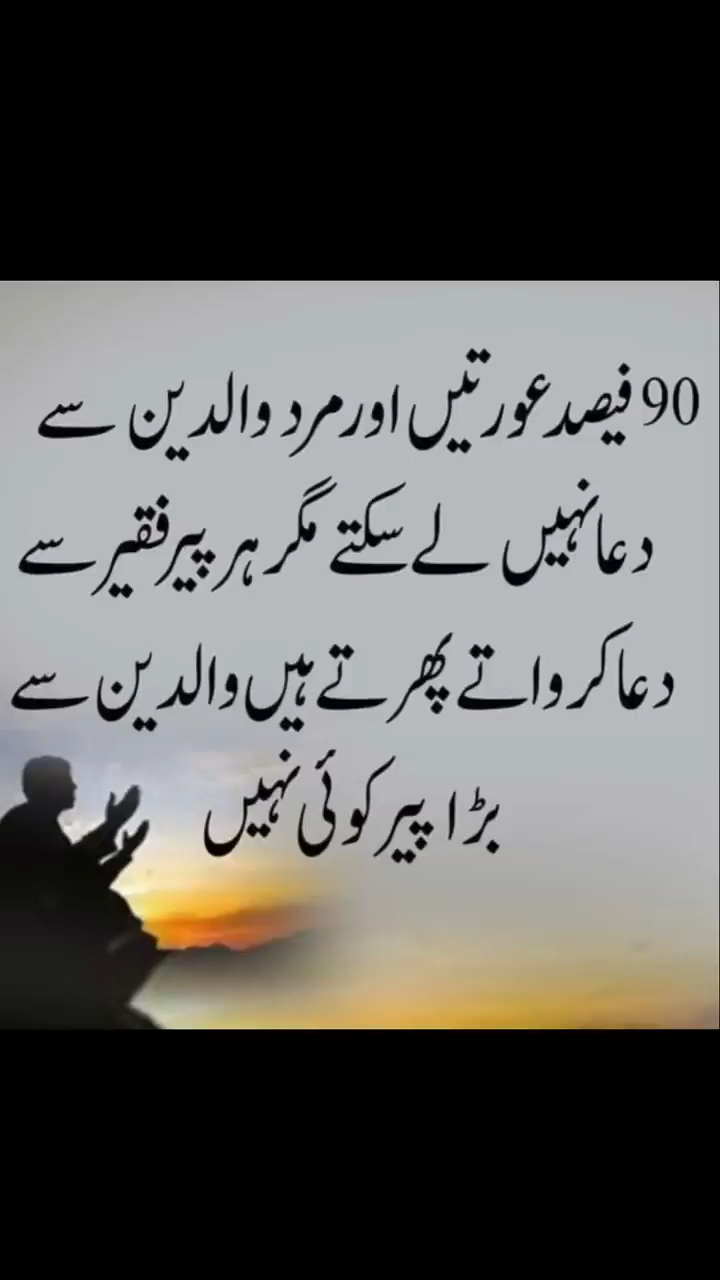 90 فیصد عورتیں اور مرد والدین سے
دعا نہیں لے سکتے مگر ہر پیر فقیر سے
دعا کرواتے پھرتے ہیں والدین سے
بڑا پیر کوئی نہیں